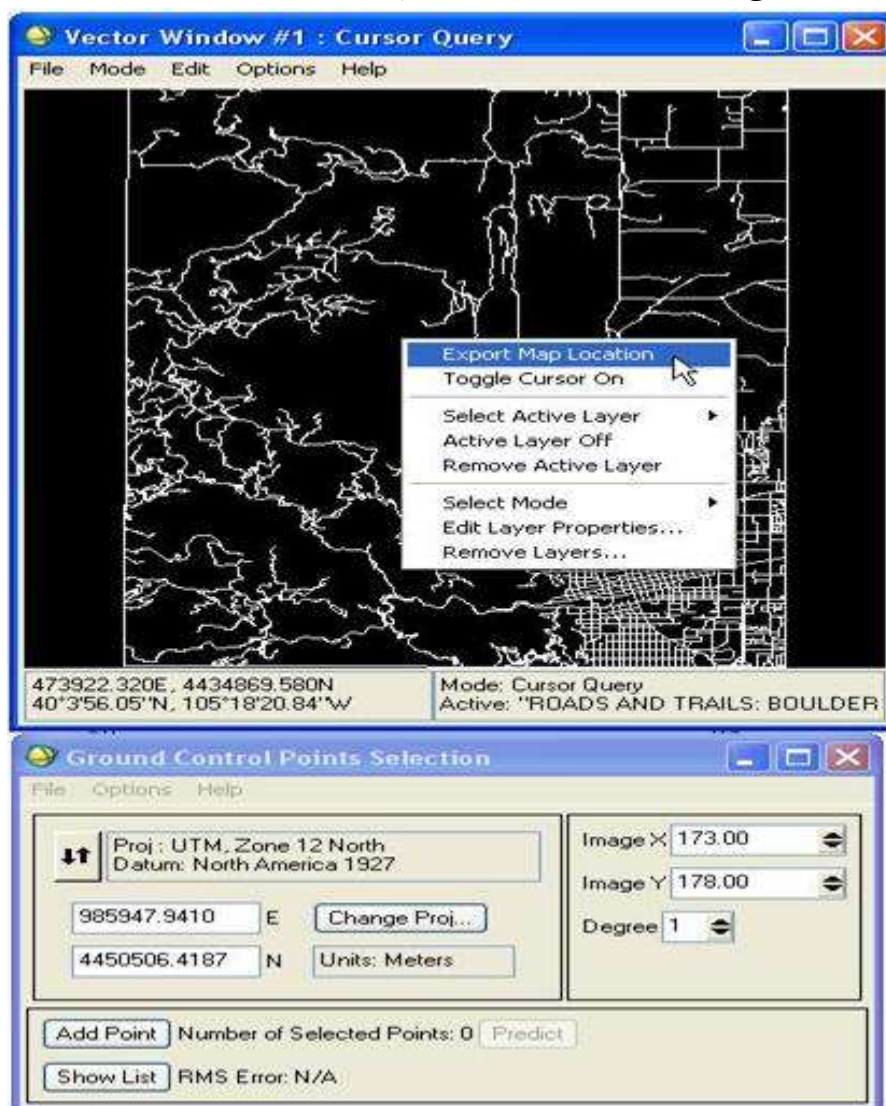 Vector Window #1 : Cursor Query
File Mode Edit Options Help
Export Map Location
Toggle Cursor On
Select Active Layer
Active Layer Off
Remove Active Layer
Select Mode
Edit Layer Properties...
Remove Layers...
473922.320E, 4434869.580N
40°3'56.05"N, 105°18'20.84"W
Mode: Cursor Query
Active: "ROADS AND TRAILS: BOULDER
Ground Control Points Selection
File Options Help
Proj : UTM, Zone 12 North
Datum: North America 1927
985947.9410 E Change Proj...
4450506.4187 N Units: Meters
Image X 173.00
Image Y 178.00
Degree 1
Add Point Number of Selected Points: 0 Predict
Show List RMS Error: N/A